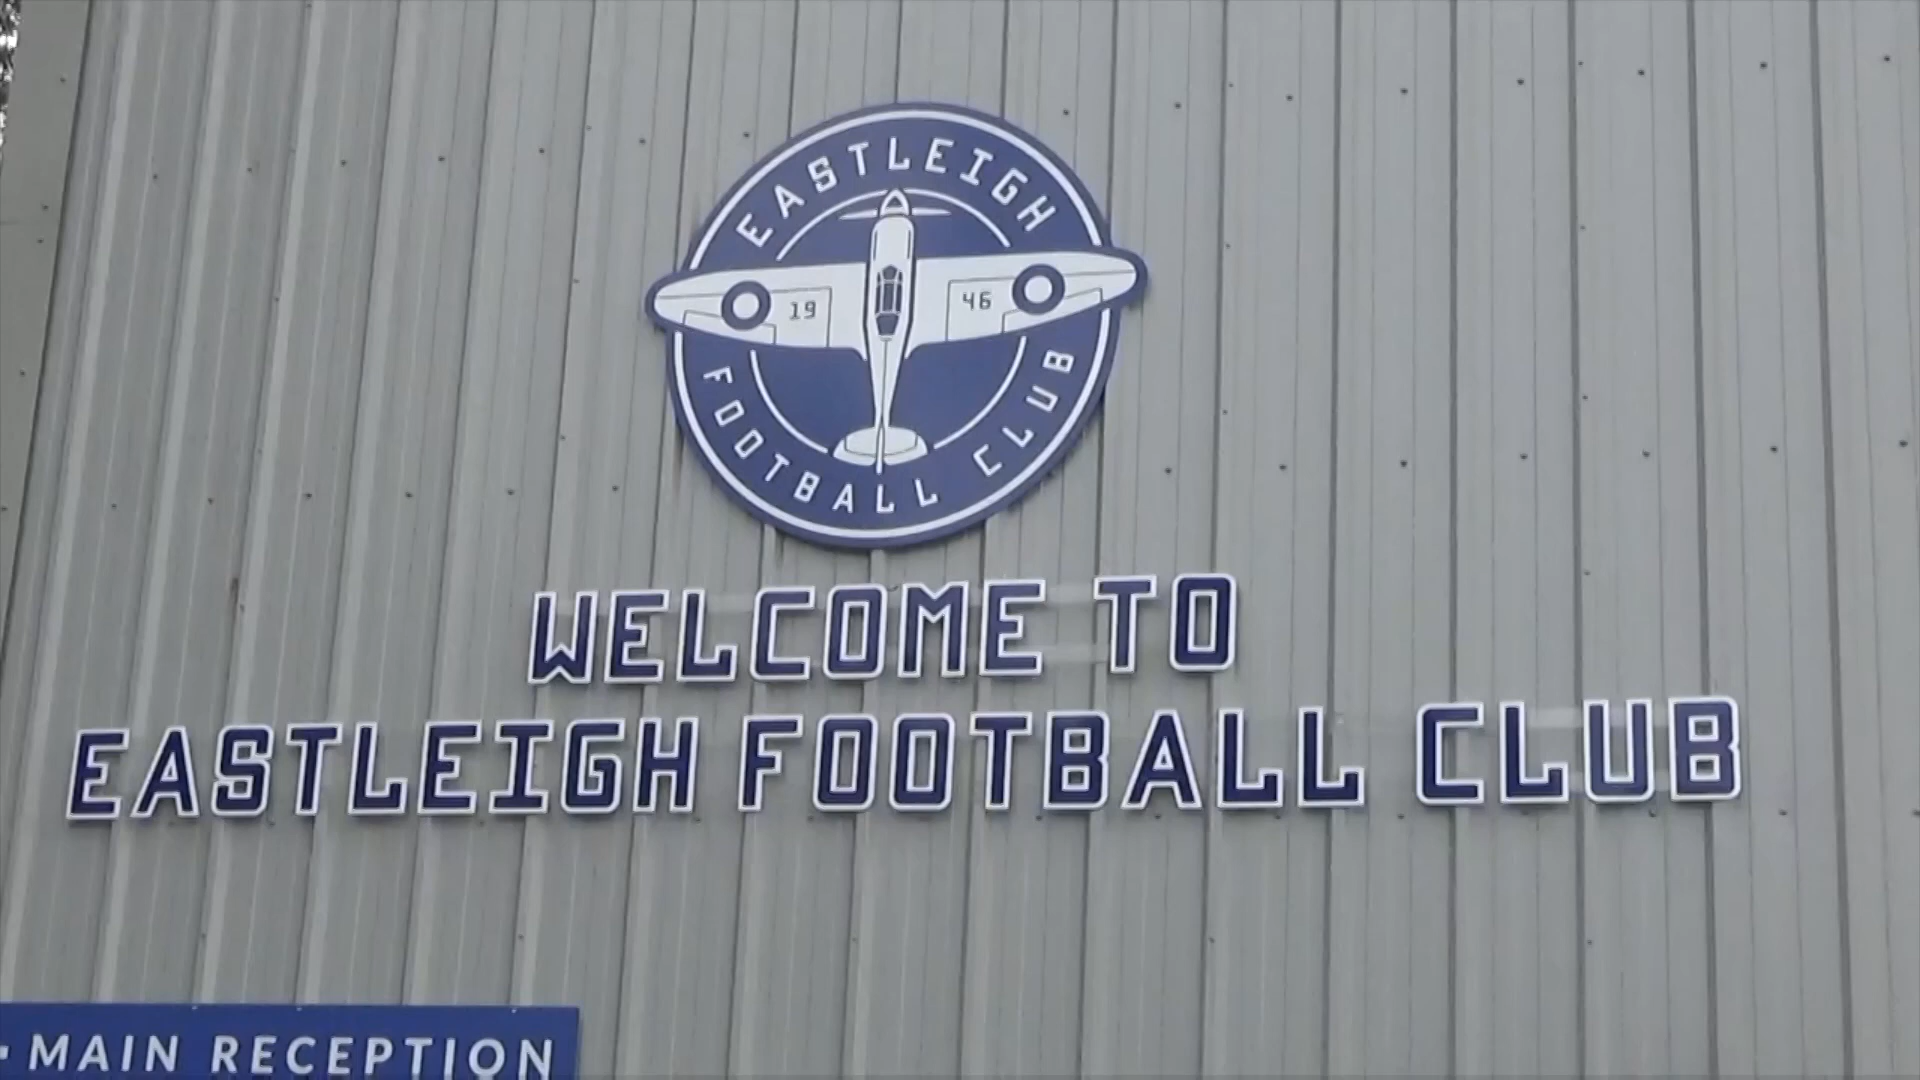 EASTLEIGH
19 46
FOOTBALL CLUB
WELCOME TO
EASTLEIGH FOOTBALL CLUB
MAIN RECEPTION